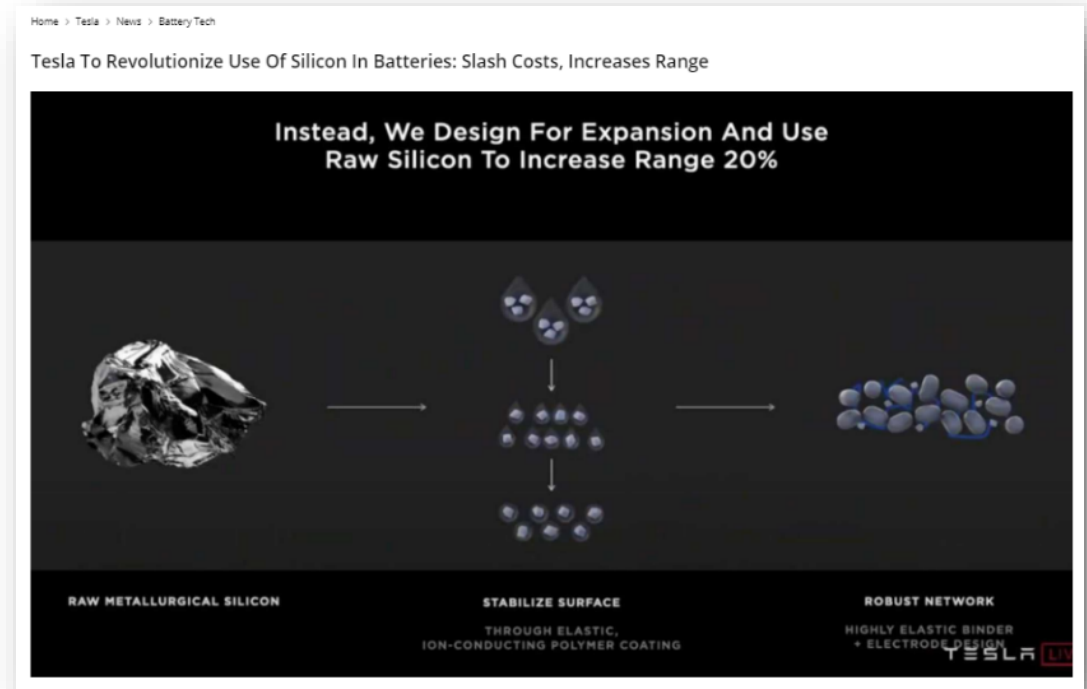 Home > Tesla > News > Battery Tech
Tesla To Revolutionize Use Of Silicon In Batteries: Slash Costs, Increases Range
Instead, We Design For Expansion And Use
Raw Silicon To Increase Range 20%
RAW METALLURGICAL SILICON
STABILIZE SURFACE
THROUGH ELASTIC,
ION-CONDUCTING POLYMER COATING
ROBUST NETWORK
HIGHLY ELASTIC BINDER
+ ELECTRODE DESIGN
TESLA LIV